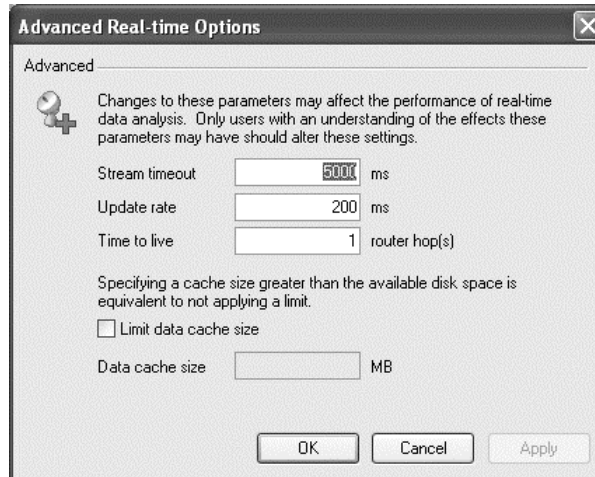 Advanced Real-time Options
Advanced
Changes to these parameters may affect the performance of real-time
data analysis. Only users with an understanding of the effects these
parameters may have should alter these settings.
Stream timeout 5000 ms
Update rate 200 ms
Time to live 1 router hop(s)
Specifying a cache size greater than the available disk space is
equivalent to not applying a limit.
Limit data cache size
Data cache size MB
OK Cancel Apply